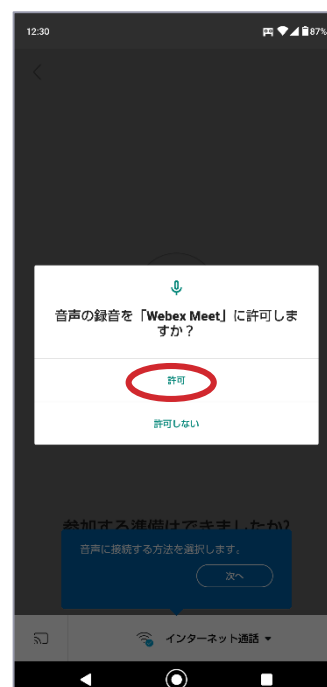 12:30
87%
音声の録音を「Webex Meet」に許可しま
すか？
許可
許可しない
参加する準備はできましたか?
音声に接続する方法を選択します。
次へ
インターネット通話